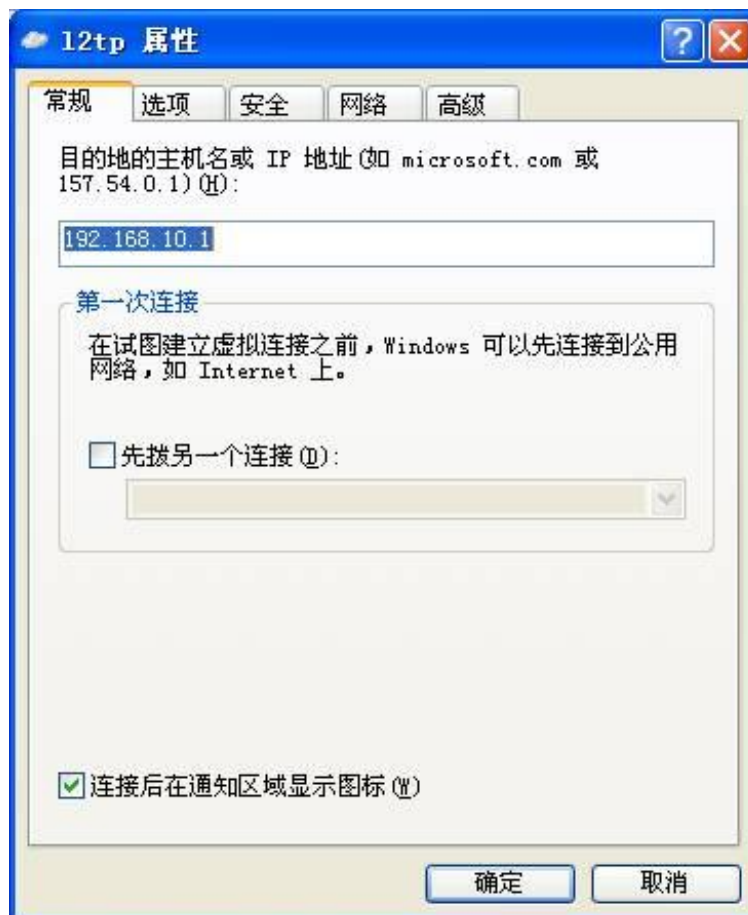 l2tp 属性
常规 选项 安全 网络 高级
目的地的主机名或 IP 地址(如 microsoft.com 或
157.54.0.1)(H):
192.168.10.1
第一次连接
在试图建立虚拟连接之前，Windows 可以先连接到公用
网络，如 Internet 上。
先拨另一个连接(D):
连接后在通知区域显示图标(W)
确定 取消